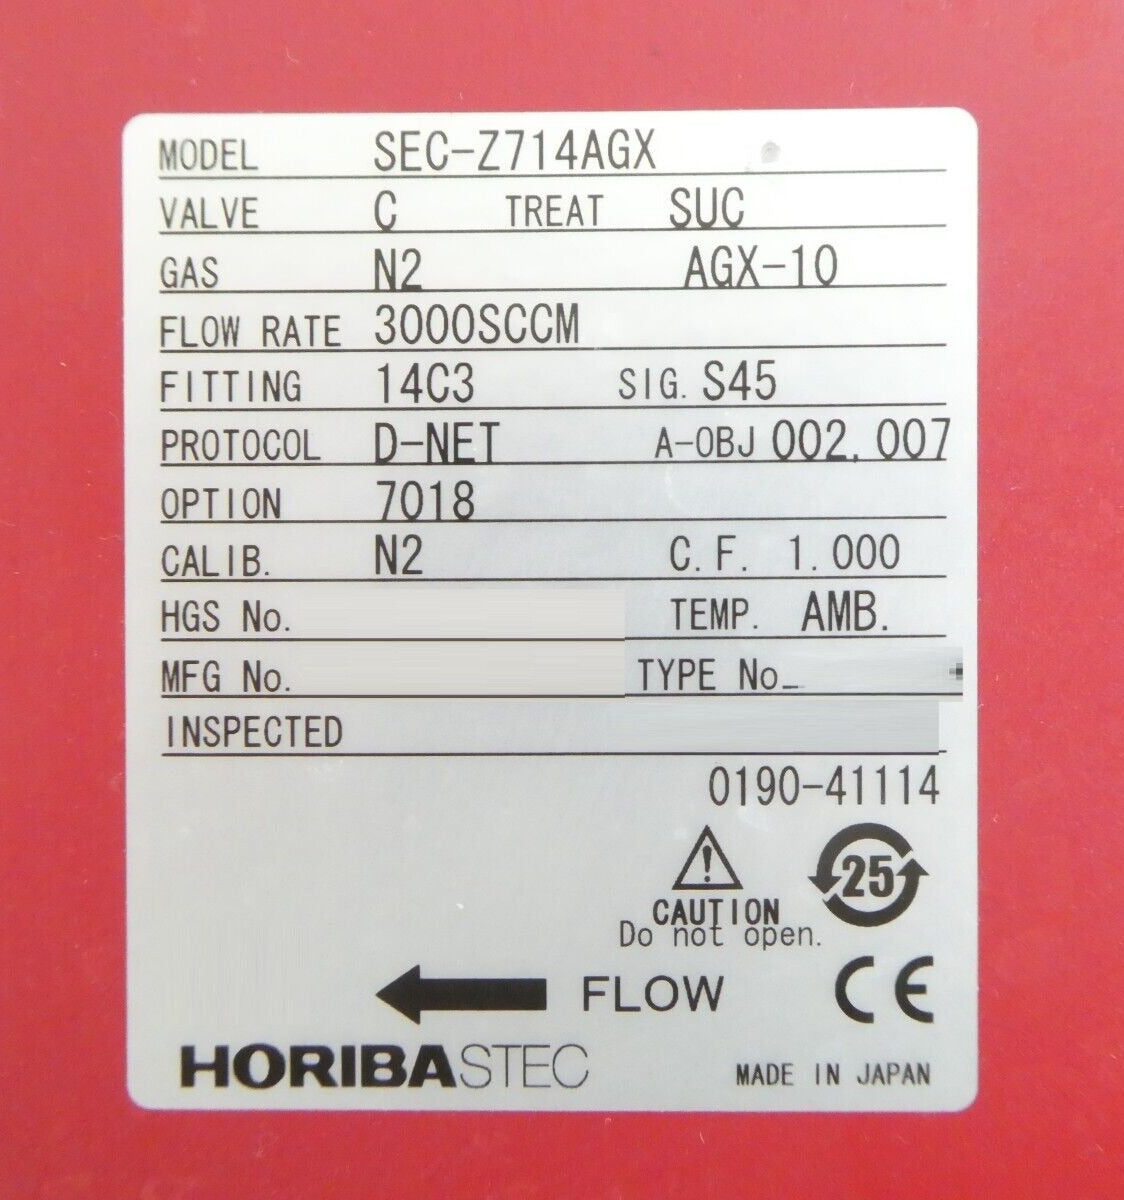 MODEL SEC-Z714AGX
VALVE C TREAT SUC
GAS N2 AGX-10
FLOW RATE 3000SCCM
FITTING 14C3 SIG. S45
PROTOCOL D-NET A-OBJ 002.007
OPTION 7018
CALIB. N2 C.F. 1.000
HGS No. TEMP. AMB.
MFG No. TYPE No.
INSPECTED
0190-41114
25
CAUTION
Do not open.
FLOW CE
HORIBASTEC MADE IN JAPAN